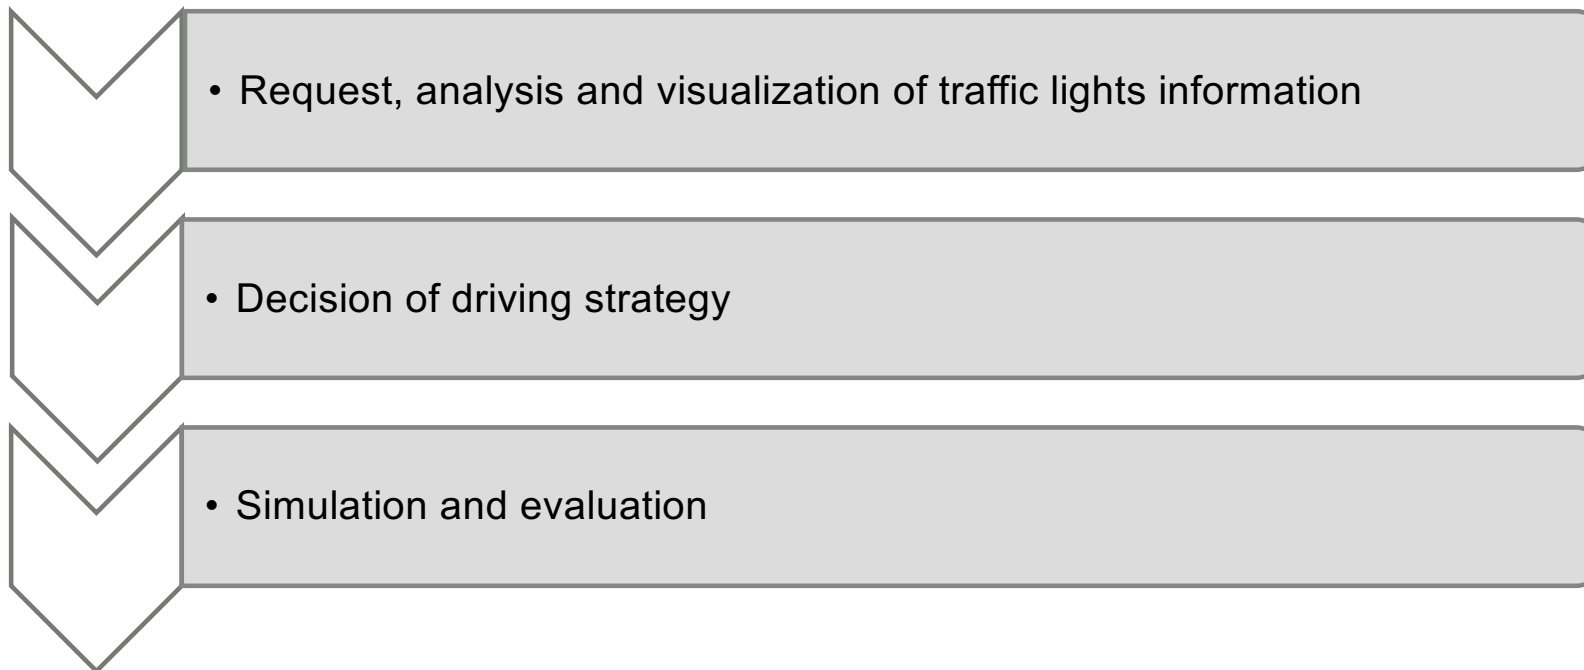 • Request, analysis and visualization of traffic lights information
• Decision of driving strategy
• Simulation and evaluation